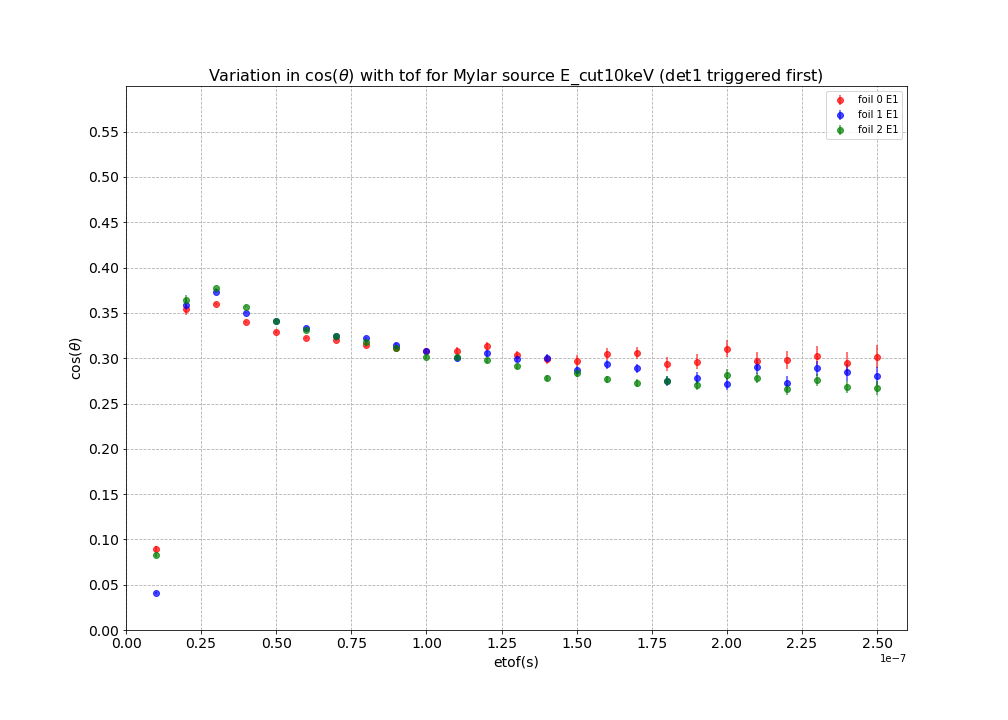 Variation in cos(θ) with tof for Mylar source E_cut10keV (det1 triggered first)
foil 0 E1
foil 1 E1
foil 2 E1
cos(θ)
0.55
0.50
0.45
0.40
0.35
0.30
0.25
0.20
0.15
0.10
0.05
0.00
0.00 0.25 0.50 0.75 1.00 1.25 1.50 1.75 2.00 2.25 2.50
1e−7
etof(s)